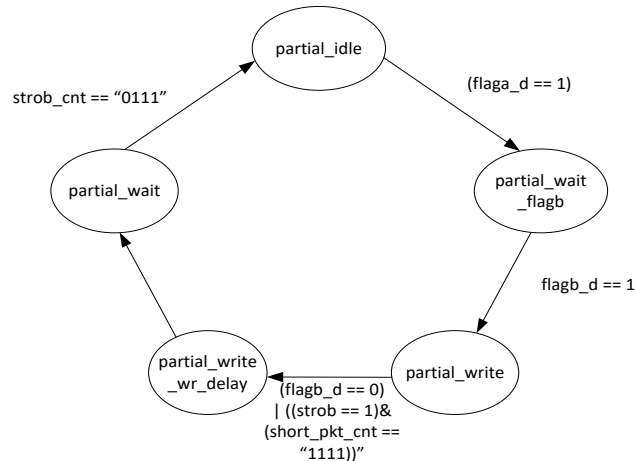 partial_idle
strob_cnt == “0111”
(flaga_d == 1)
partial_wait
partial_wait
_flagb
flagb_d == 1
partial_write
_wr_delay
(flagb_d == 0)
| ((strob == 1)&
(short_pkt_cnt ==
“1111))”
partial_write